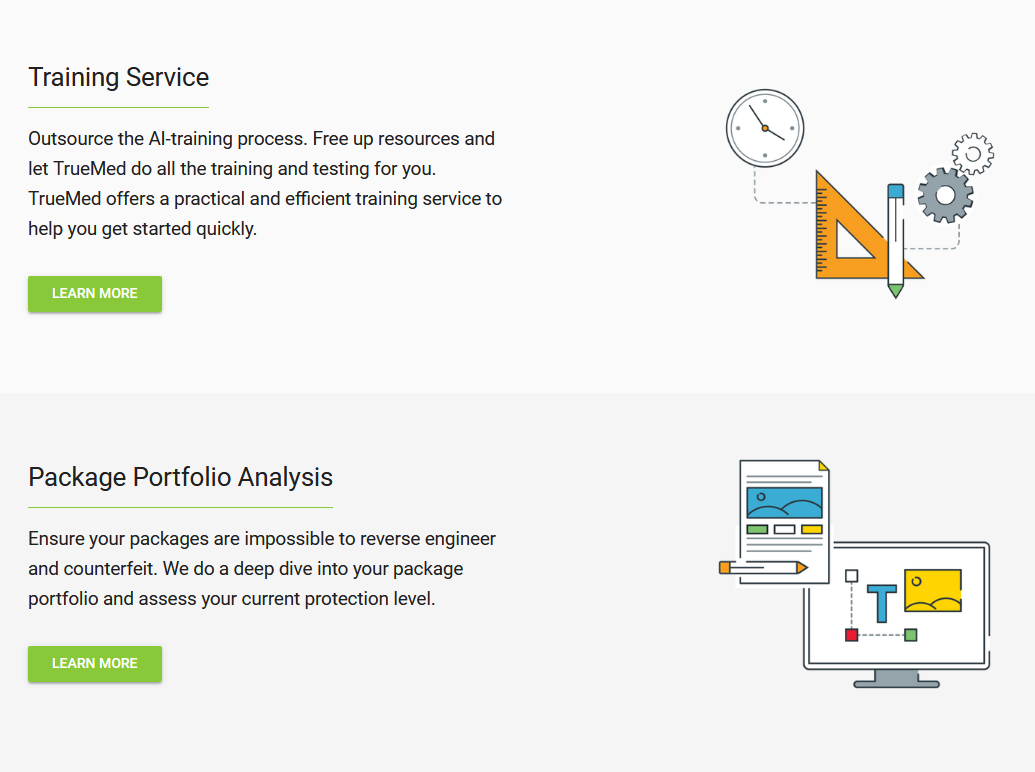 Training Service
Outsource the AI-training process. Free up resources and
let TrueMed do all the training and testing for you.
TrueMed offers a practical and efficient training service to
help you get started quickly.
LEARN MORE
Package Portfolio Analysis
Ensure your packages are impossible to reverse engineer
and counterfeit. We do a deep dive into your package
portfolio and assess your current protection level.
T
LEARN MORE